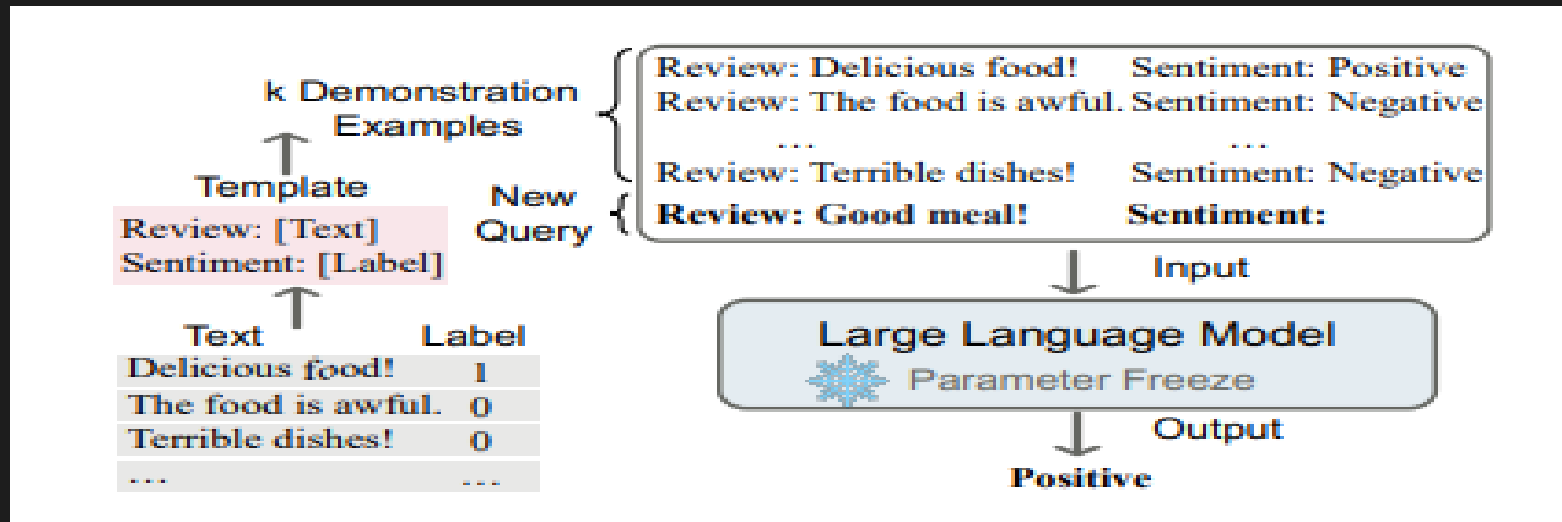 k Demonstration
Examples
Template
Review: [Text]
Sentiment: [Label]
Text Label
Delicious food! 1
The food is awful. 0
Terrible dishes! 0
... ...
Review: Delicious food! Sentiment: Positive
Review: The food is awful. Sentiment: Negative
... ...
Review: Terrible dishes! Sentiment: Negative
New
Query
Review: Good meal! Sentiment:
Input
Large Language Model
Parameter Freeze
Output
Positive